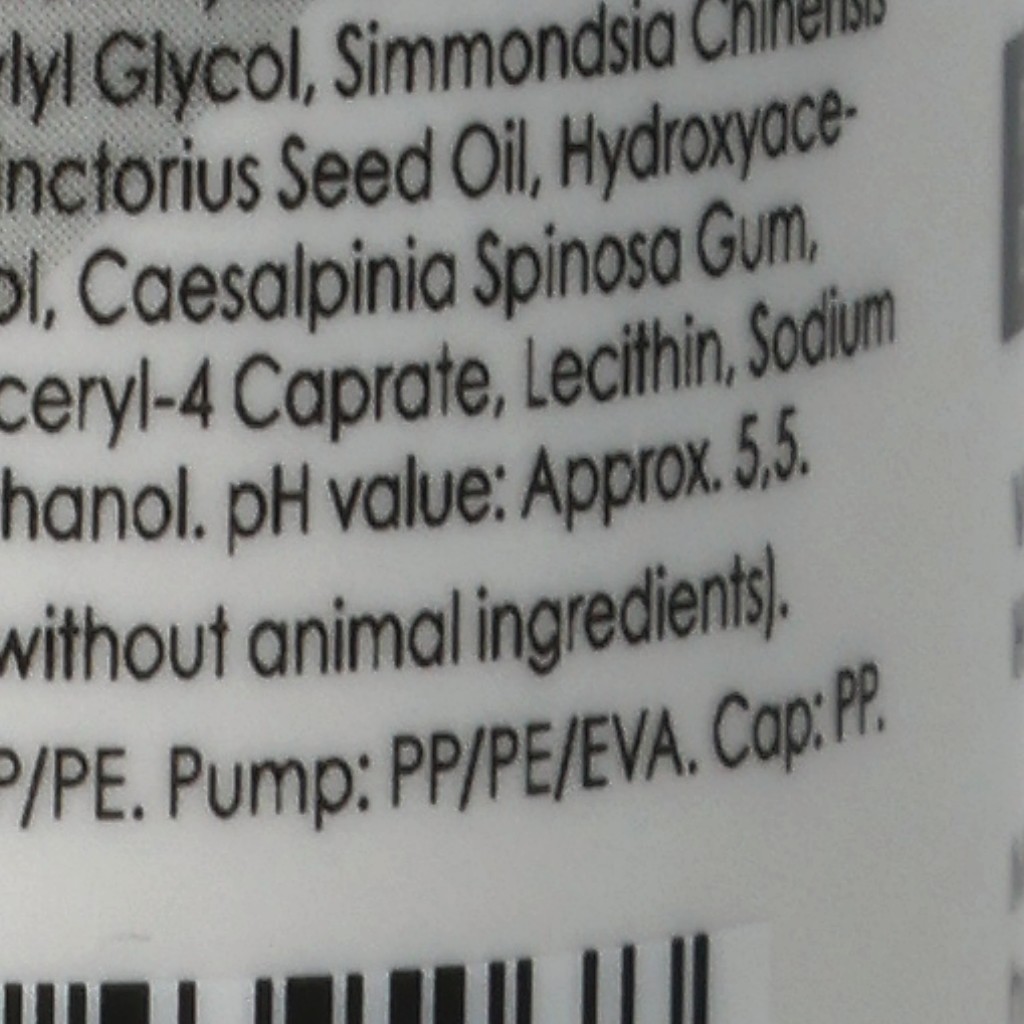 lyl Glycol, Simmondsia Chinensis
nctorius Seed Oil, Hydroxyace-
ol, Caesalpinia Spinosa Gum,
ceryl-4 Caprate, Lecithin, Sodium
hanol. pH value: Approx. 5,5.
without animal ingredients).
P/PE. Pump: PP/PE/EVA. Cap: PP.